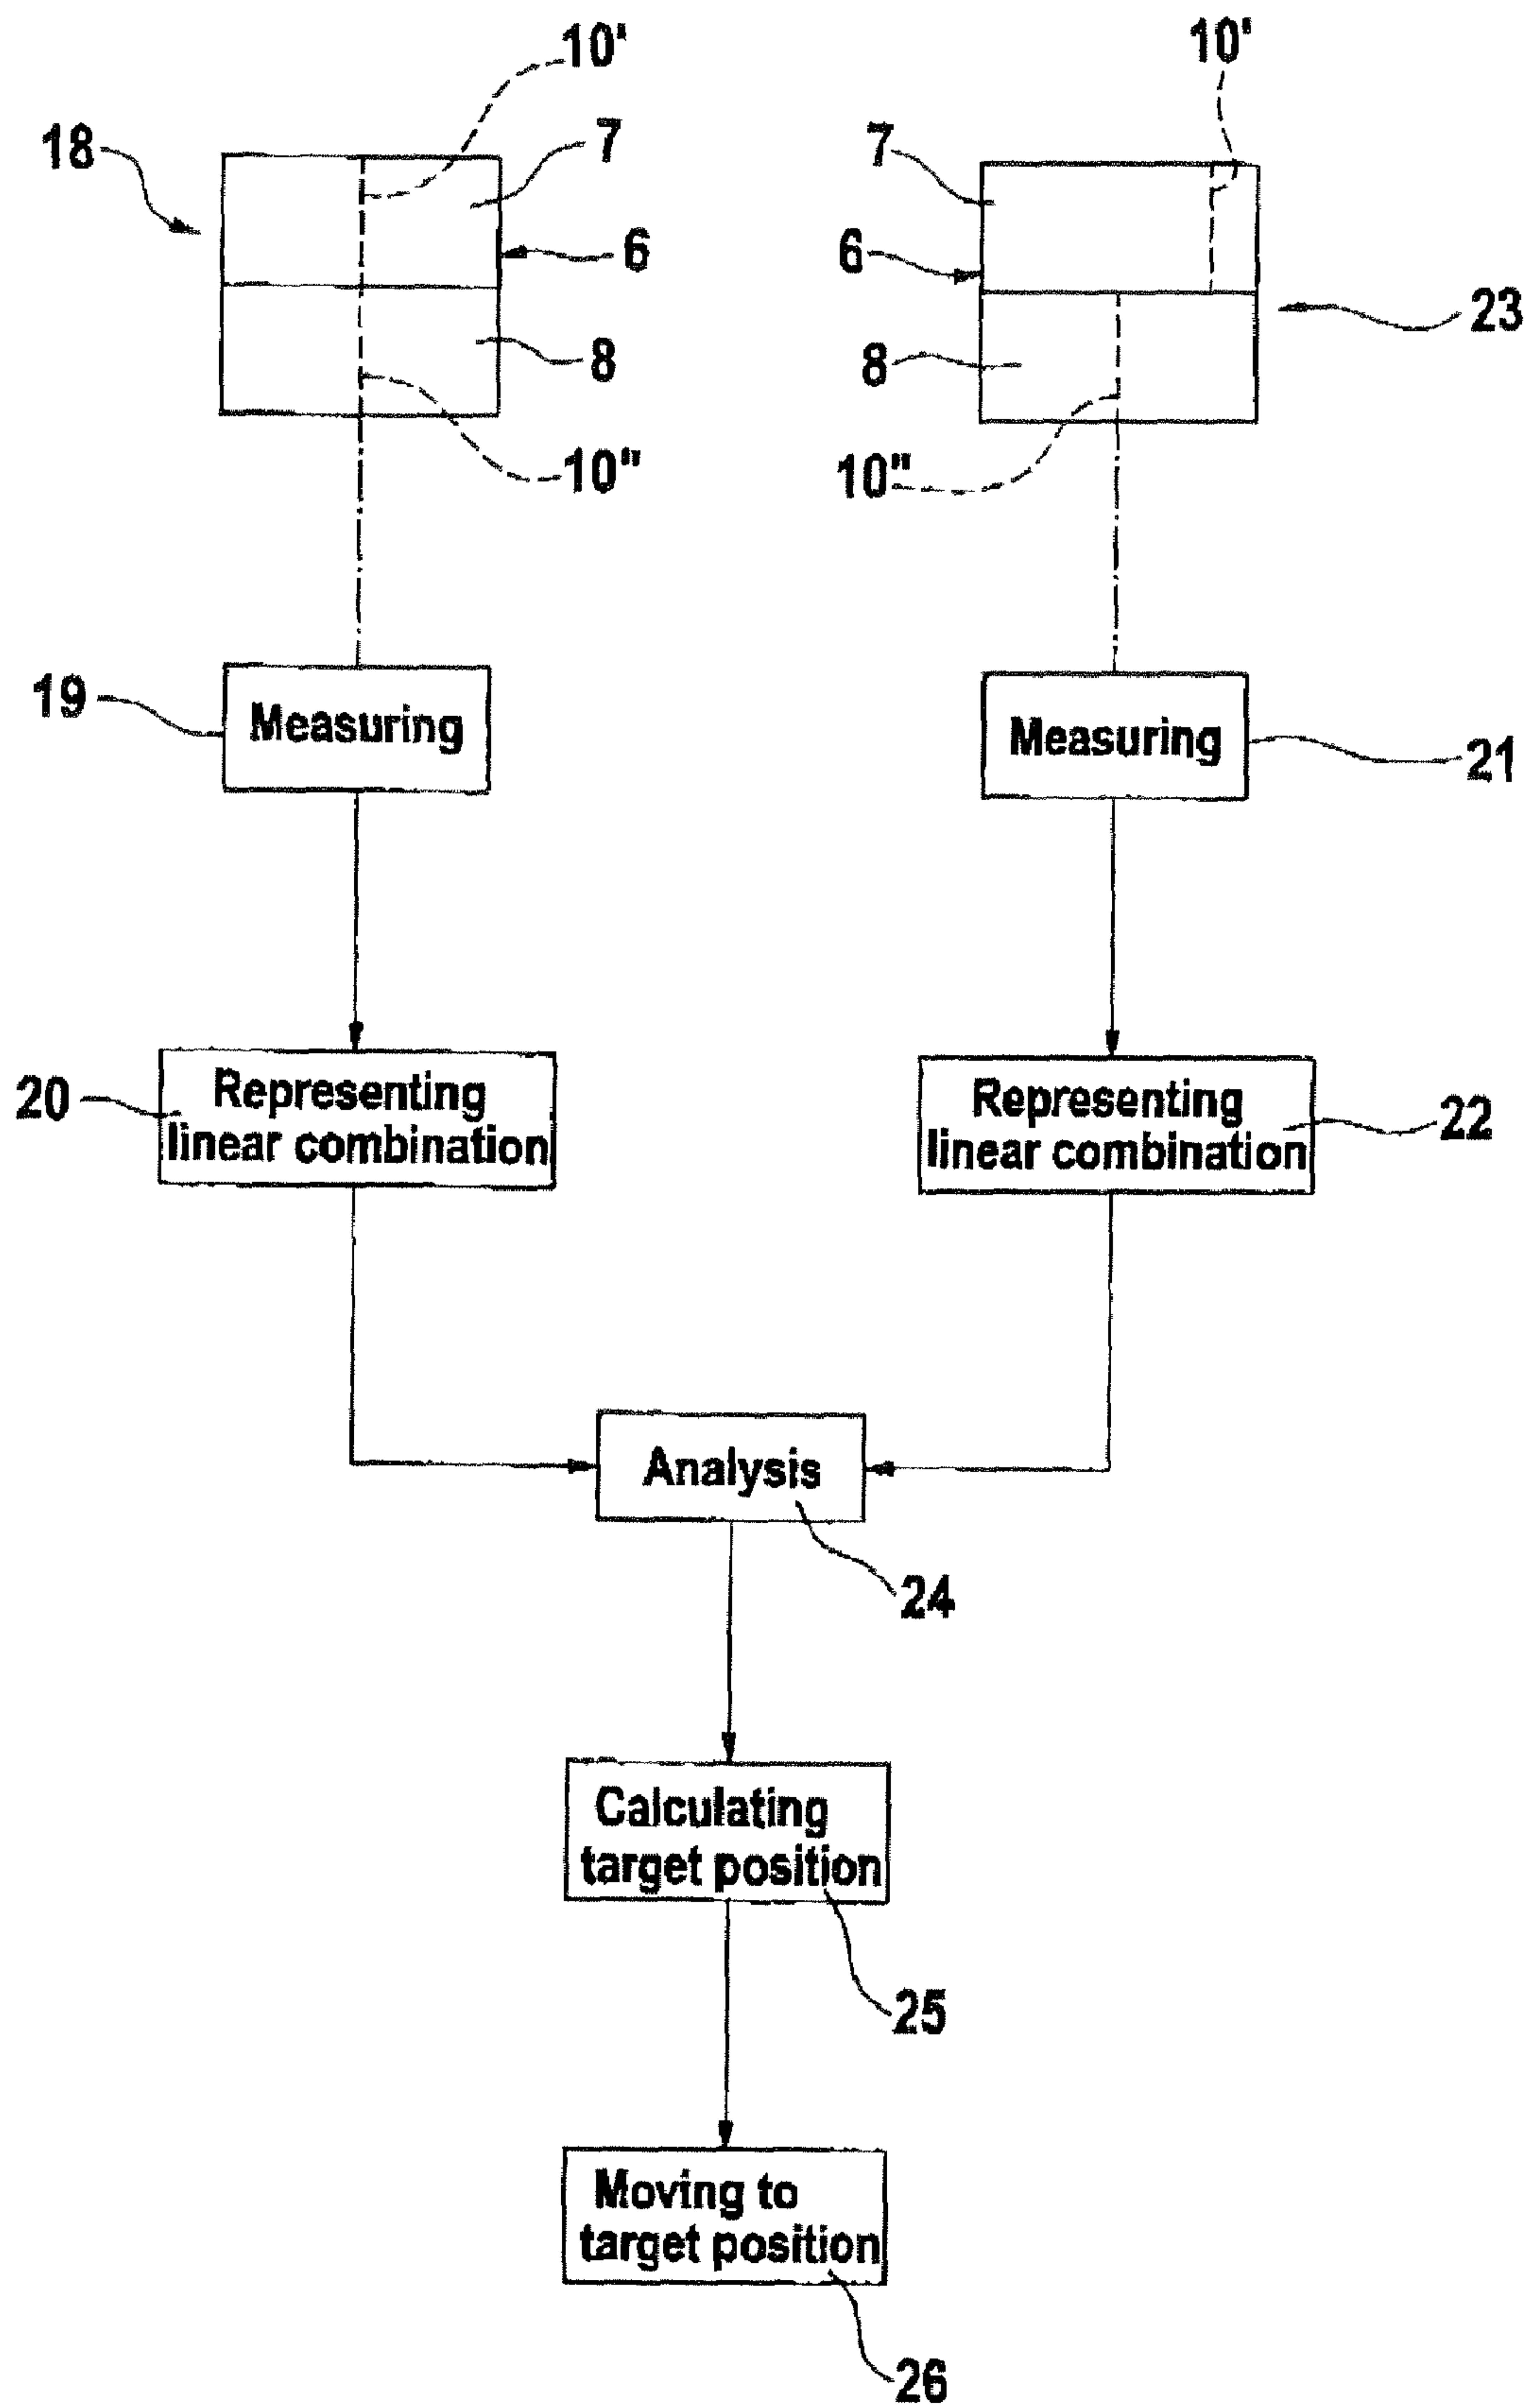 10'
10'
18
7
7
6
6
23
8
8
10"
10"
19
Measuring
Measuring
21
20
Representing
linear combination
Representing
linear combination
22
Analysis
24
Calculating
target position
25
Moving to
target position
26